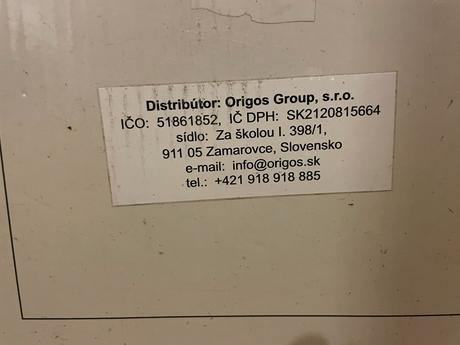 Distribútor: Origos Group, s.r.o.
IČO: 51861852, IČ DPH: SK2120815664
sídlo: Za školou I. 398/1,
911 05 Zamarovce, Slovensko
e-mail: info@origos.sk
tel.: +421 918 918 885